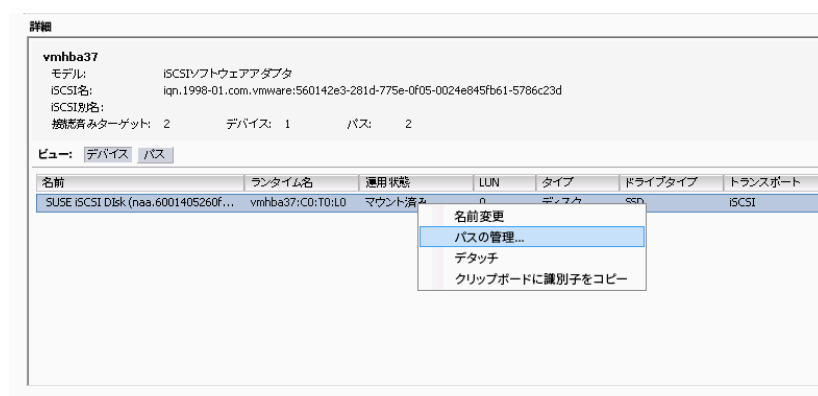 詳細
vmhba37
モデル: iSCSIソフトウェアアダプタ
iSCSI名: iqn.1998-01.com.vmware:560142e3-281d-775e-0f05-0024e845fb61-5786c23d
iSCSI別名:
接続済みターゲット: 2 デバイス: 1 パス: 2
ビュー: デバイス パス
名前 ランタイム名 運用状態 LUN タイプ ドライブタイプ トランスポート
SUSE iSCSI DIsk (naa.6001405260f... vmhba37:C0:T0:L0 マウント済み 0 ディスク SSD iSCSI
名前変更
パスの管理...
デタッチ
クリップボードに識別子をコピー